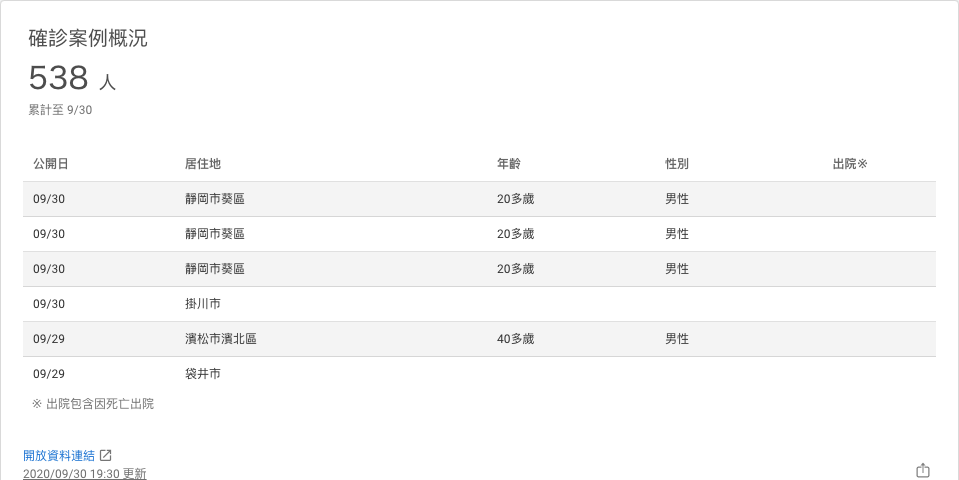 確診案例概況
538 人
累計至 9/30
公開日 居住地 年齡 性別 出院※
09/30 靜岡市葵區 20多歲 男性
09/30 靜岡市葵區 20多歲 男性
09/30 靜岡市葵區 20多歲 男性
09/30 掛川市
09/29 濱松市濱北區 40多歲 男性
09/29 袋井市
※ 出院包含因死亡出院
開放資料連結
2020/09/30 19:30 更新